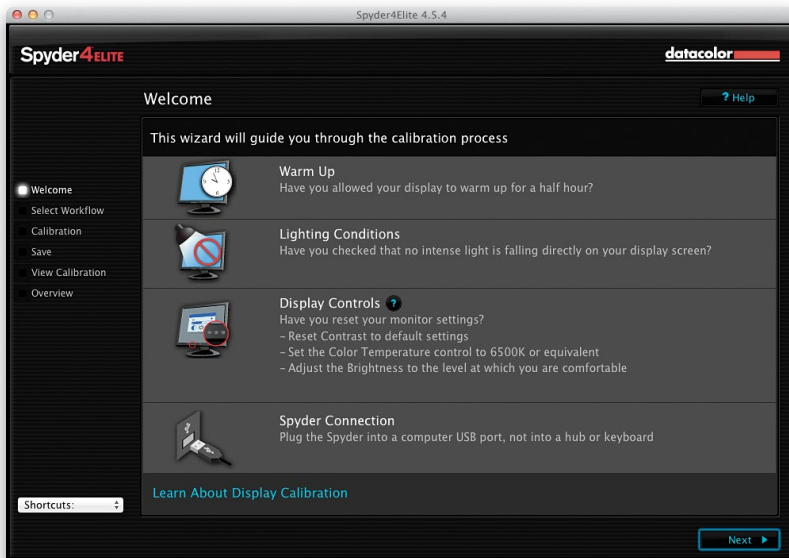 Spyder4Elite 4.5.4
Spyder4ELITE
datacolor
Welcome
? Help
This wizard will guide you through the calibration process
Warm Up
Have you allowed your display to warm up for a half hour?
Lighting Conditions
Have you checked that no intense light is falling directly on your display screen?
Display Controls ?
Have you reset your monitor settings?
– Reset Contrast to default settings
– Set the Color Temperature control to 6500K or equivalent
– Adjust the Brightness to the level at which you are comfortable
Spyder Connection
Plug the Spyder into a computer USB port, not into a hub or keyboard
Learn About Display Calibration
Welcome
Select Workflow
Calibration
Save
View Calibration
Overview
Shortcuts:
Next